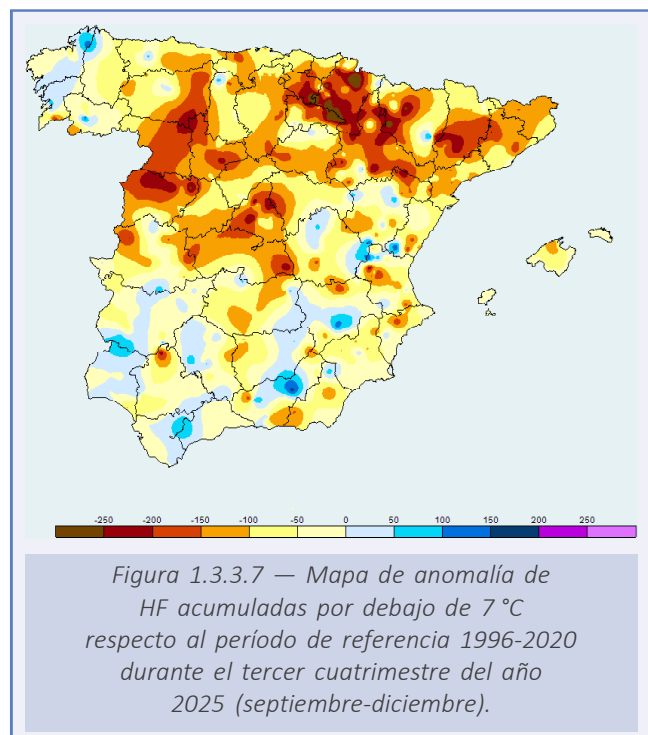 -250 -200 -150 -100 -50 0 50 100 150 200 250
Figura 1.3.3.7 — Mapa de anomalía de
HF acumuladas por debajo de 7 °C
respecto al período de referencia 1996-2020
durante el tercer cuatrimestre del año
2025 (septiembre-diciembre).